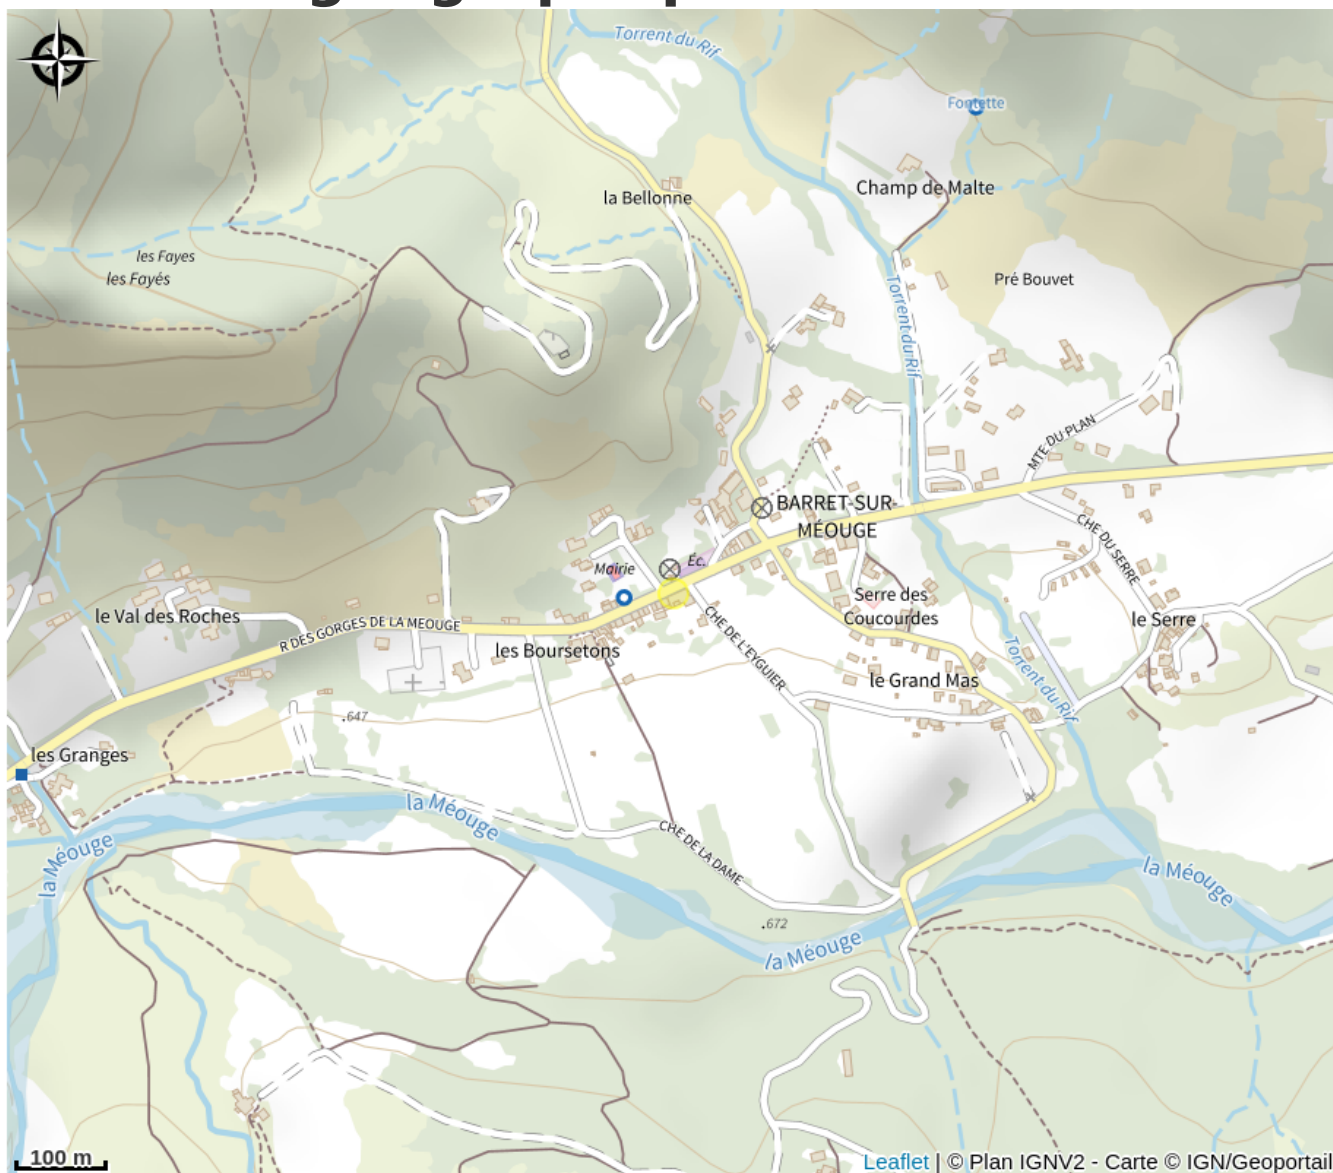 Torrent du Rif
Fontette
Champ de Malte
la Bellonne
les Fayes
les Fayés
Pré Bouvet
Torrent du Rif
MTE DU PLAN
BARRET-SUR-
MÉOUGE
CHE DU SERRE
Mairie
Éc.
le Val des Roches
R DES GORGES DE LA MEOUGE
les Boursetons
CHE DE L'EYGUIER
Serre des
Coucourdes
le Serre
Torrent du Rif
le Grand Mas
.647
les Granges
la Méouge
la Méouge
CHE DE LA DAME
la Méouge
.672
la Méouge
100 m
Leaflet | © Plan IGNV2 - Carte © IGN/Geoportail